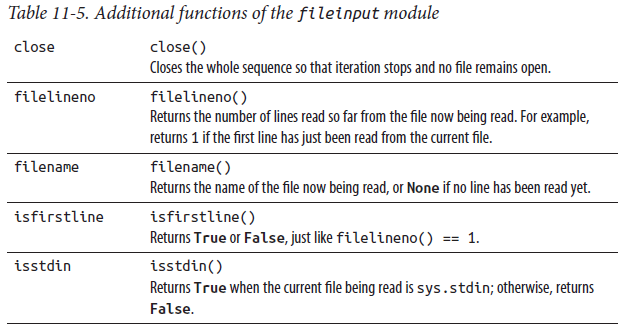 Table 11-5. Additional functions of the fileinput module
close close()
Closes the whole sequence so that iteration stops and no file remains open.
filelineno filelineno()
Returns the number of lines read so far from the file now being read. For example,
returns 1 if the first line has just been read from the current file.
filename filename()
Returns the name of the file now being read, or None if no line has been read yet.
isfirstline isfirstline()
Returns True or False, just like filelineno() == 1.
isstdin isstdin()
Returns True when the current file being read is sys.stdin; otherwise, returns
False.